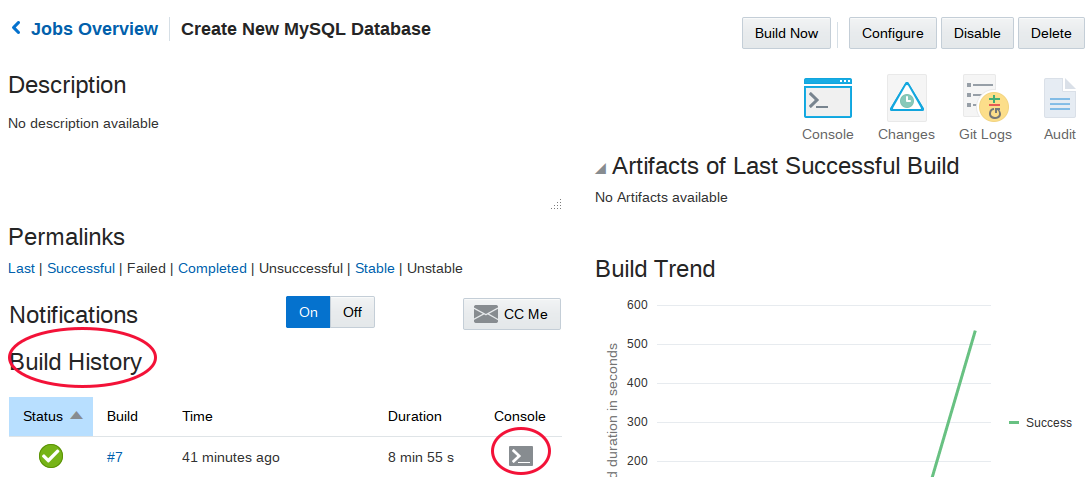 Jobs Overview Create New MySQL Database
Build Now Configure Disable Delete
Description
No description available
Console Changes Git Logs Audit
Artifacts of Last Successful Build
No Artifacts available
Permalinks
Last | Successful | Failed | Completed | Unsuccessful | Stable | Unstable
Notifications On Off CC Me
Build History
Status Build Time Duration Console
#7 41 minutes ago 8 min 55 s
Build Trend
600
500
400
300
200
duration in seconds
Success